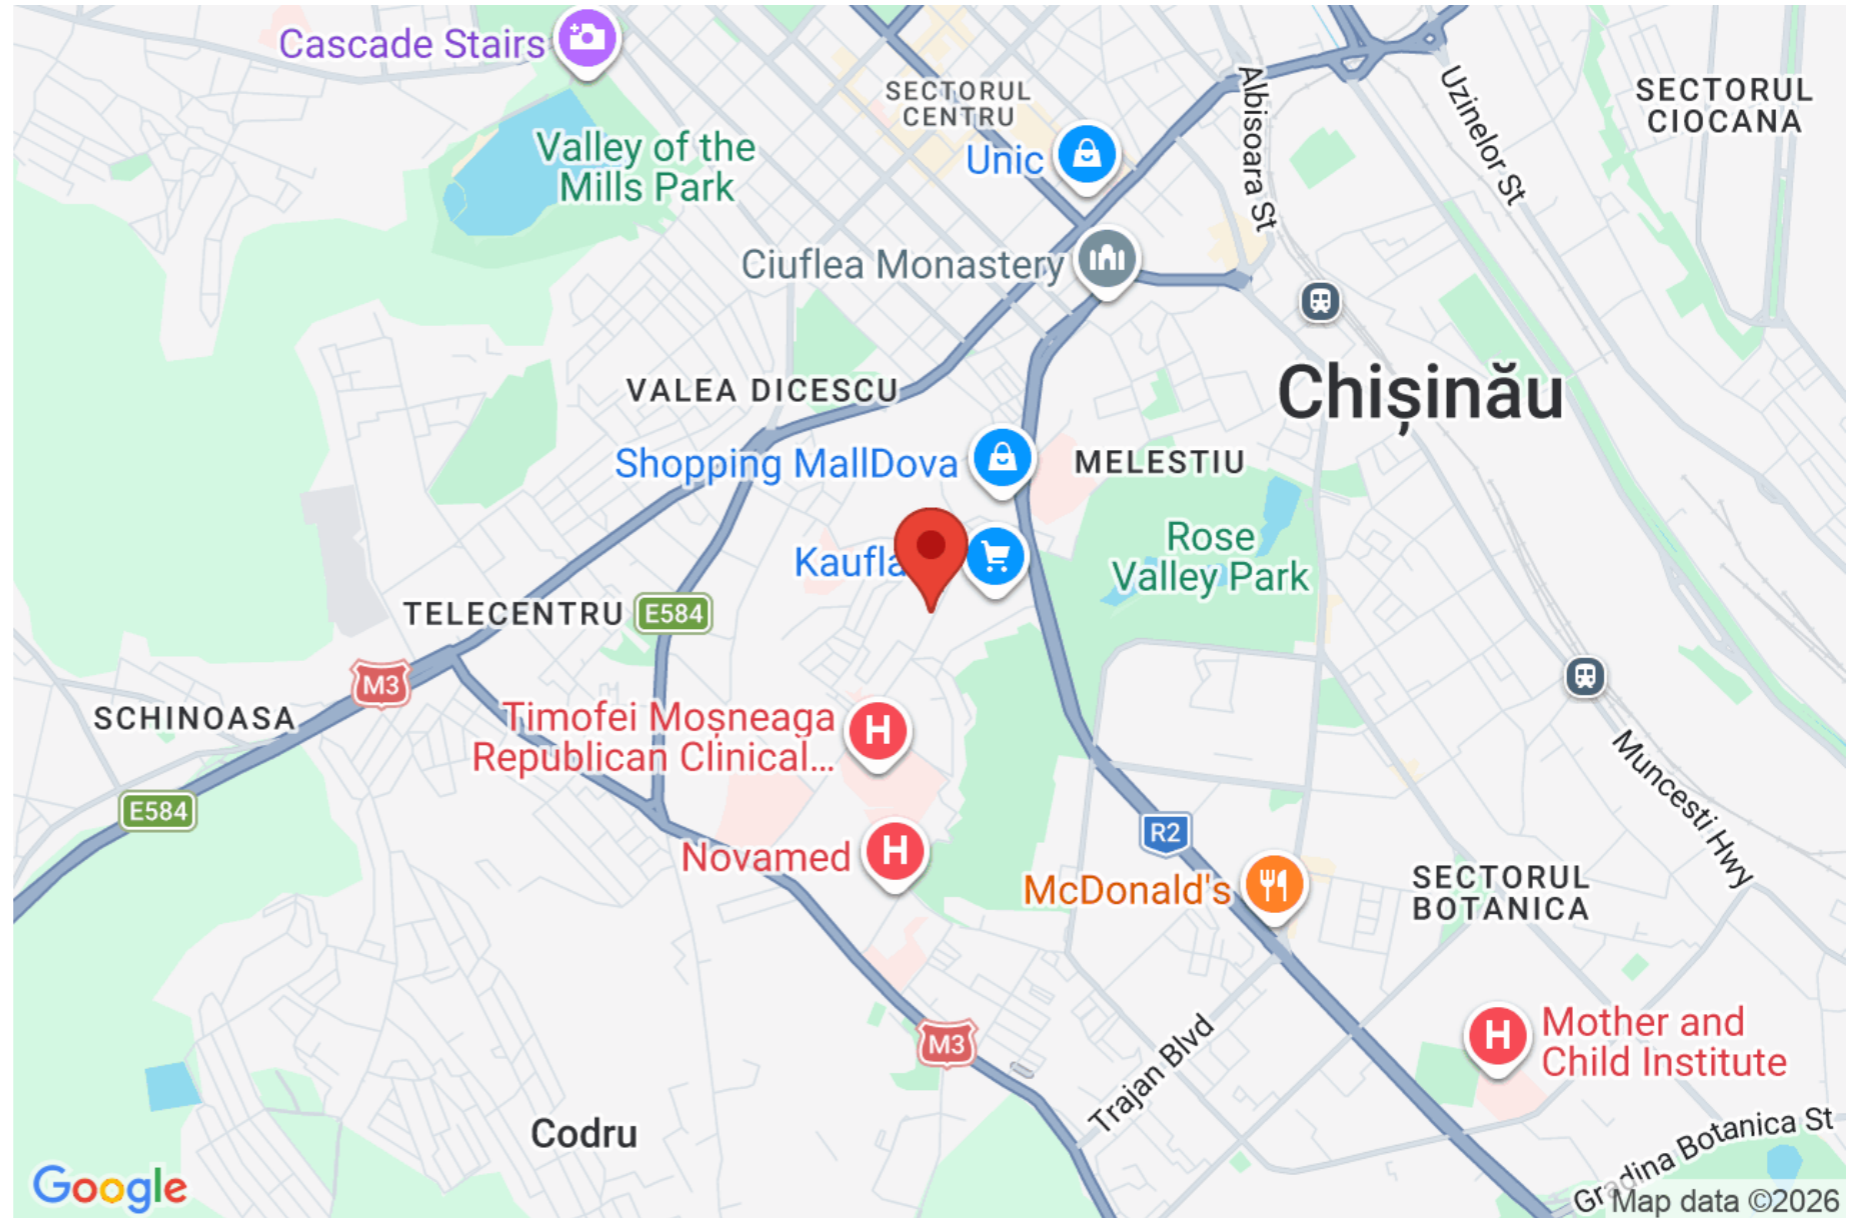 Cascade Stairs
SECTORUL
CENTRU
Albisoara St
Uzinelor St
SECTORUL
CIOCANA
Valley of the
Mills Park
Unic
Ciuflea Monastery
VALEA DICESCU
Chișinău
Shopping MallDova
MELESTIU
Rose
Valley Park
TELECENTRU
E584
M3
SCHINOASA
Timofei Moșneaga
Republican Clinical...
E584
Muncesti Hwy
R2
Novamed
McDonald's
SECTORUL
BOTANICA
M3
Trajan Blvd
Mother and
Child Institute
Codru
Gradina Botanica St
Google
Map data ©2026